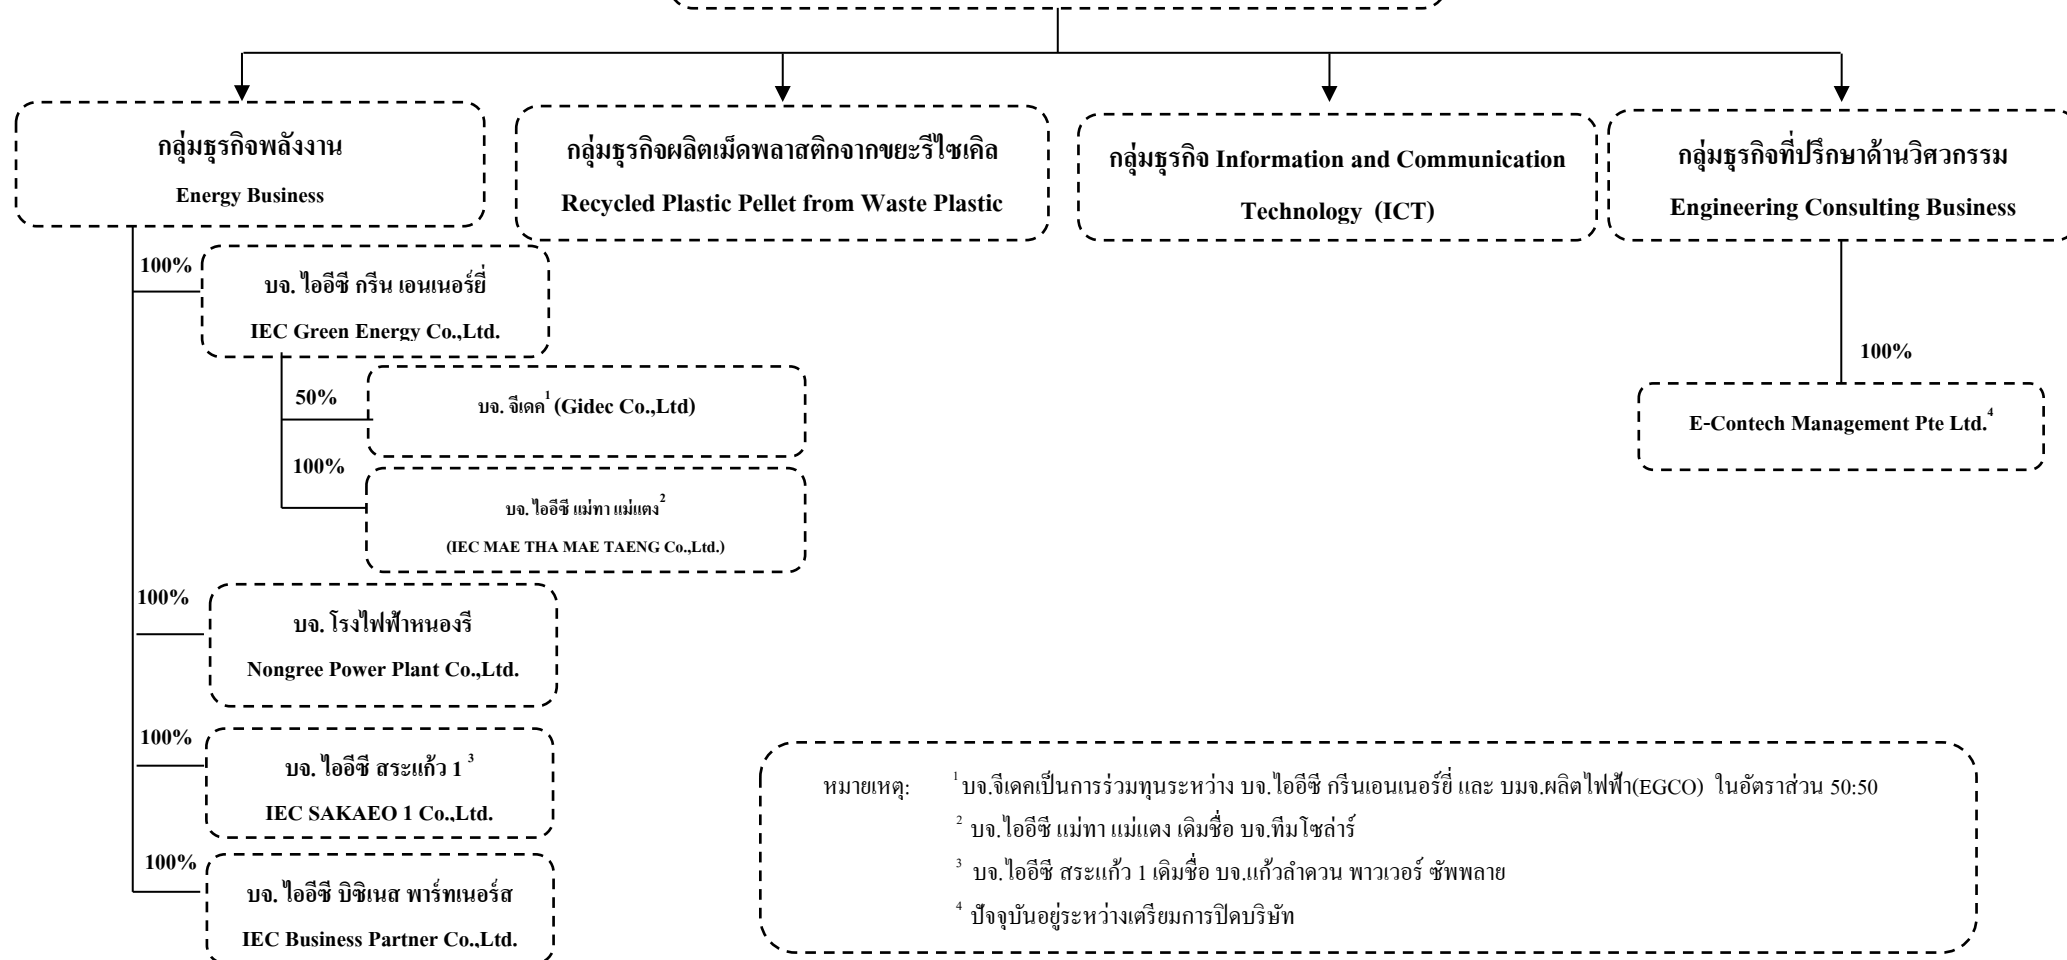 กลุ่มธุรกิจพลังงาน
Energy Business
กลุ่มธุรกิจผลิตเม็ดพลาสติกจากขยะรีไซเคิล
Recycled Plastic Pellet from Waste Plastic
กลุ่มธุรกิจ Information and Communication
Technology (ICT)
กลุ่มธุรกิจที่ปรึกษาด้านวิศวกรรม
Engineering Consulting Business
100%
บจ. ไออีซี กรีน เอนเนอร์ยี่
IEC Green Energy Co.,Ltd.
50%
บจ. จีเดค¹ (Gidec Co.,Ltd)
100%
บจ. ไออีซี แม่ทา แม่แตง²
(IEC MAE THA MAE TAENG Co.,Ltd.)
100%
E-Contech Management Pte Ltd.⁴
100%
บจ. โรงไฟฟ้าหนองรี
Nongree Power Plant Co.,Ltd.
100%
บจ. ไออีซี สระแก้ว 1 ³
IEC SAKAEO 1 Co.,Ltd.
100%
บจ. ไออีซี บิซิเนส พาร์ทเนอร์ส
IEC Business Partner Co.,Ltd.
หมายเหตุ: ¹บจ.จีเดคเป็นการร่วมทุนระหว่าง บจ.ไออีซี กรีนเอนเนอร์ยี่ และ บมจ.ผลิตไฟฟ้า(EGCO) ในอัตราส่วน 50:50
² บจ.ไออีซี แม่ทา แม่แตง เดิมชื่อ บจ.ทีมโซล่าร์
³ บจ.ไออีซี สระแก้ว 1 เดิมชื่อ บจ.แก้วลำดวน พาวเวอร์ ซัพพลาย
⁴ ปัจจุบันอยู่ระหว่างเตรียมการปิดบริษัท